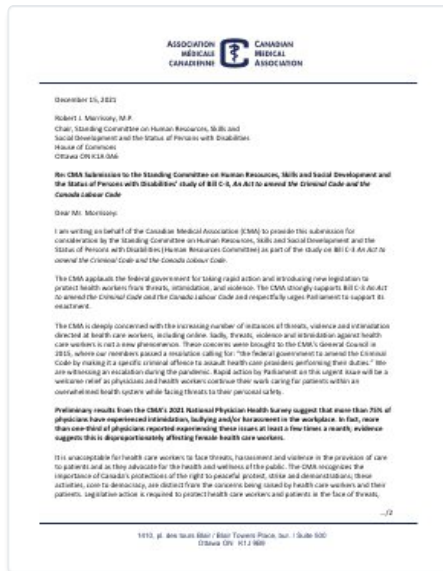 ASSOCIATION MÉDICALE CANADIENNE
CANADIAN MEDICAL ASSOCIATION
December 15, 2021
Robert J. Morrissey, M.P.
Chair, Standing Committee on Human Resources, Skills and
Social Development and the Status of Persons with Disabilities
House of Commons
Ottawa ON K1A 0A6
Re: CMA Submission to the Standing Committee on Human Resources, Skills and Social Development and
the Status of Persons with Disabilities' study of Bill C-3, An Act to amend the Criminal Code and the
Canada Labour Code
Dear Mr. Morrissey:
I am writing on behalf of the Canadian Medical Association (CMA) to provide this submission for
consideration by the Standing Committee on Human Resources, Skills and Social Development and the
Status of Persons with Disabilities (Human Resources Committee) as part of the study on Bill C-3 An Act to
amend the Criminal Code and the Canada Labour Code.
The CMA applauds the federal government for taking rapid action and introducing new legislation to
protect health workers from threats, intimidation, and violence. The CMA strongly supports Bill C-3 An Act
to amend the Criminal Code and the Canada Labour Code and respectfully urges Parliament to support its
enactment.
The CMA is deeply concerned with the increasing number of instances of threats, violence and intimidation
directed at health care workers, including online. Sadly, threats, violence and intimidation against health
care workers is not a new phenomenon. These concerns were brought to the CMA's General Council in
2015, where our members passed a resolution calling for: "the federal government to amend the Criminal
Code by making it a specific criminal offence to assault health care providers performing their duties." We
are witnessing an escalation during the pandemic. Rapid action by Parliament on this urgent issue will be a
welcome relief as physicians and health workers continue their work caring for patients within an
overwhelmed health system while facing threats to their personal safety.
Preliminary results from the CMA's 2021 National Physician Health Survey suggest that more than 75% of
physicians have experienced intimidation, bullying and/or harassment in the workplace. In fact, more
than one-third of physicians reported experiencing these issues at least few times a month; evidence
suggests this is disproportionately affecting female health care workers.
It is unacceptable for health care workers to face threats, harassment and violence in the provision of care
to patients and as they advocate for the health and wellness of the public. The CMA recognizes the
importance of Canada's protections of the right to peaceful protest, strike and demonstrations; these
activities, core to democracy, are distinct from the concerns being raised by health care workers and their
patients. Legislative action is required to protect health care workers and patients in the face of threats,
.../2
1410, pl. des tours Blair / Blair Towers Place, bur. / Suite 500
Ottawa ON K1J 9B9